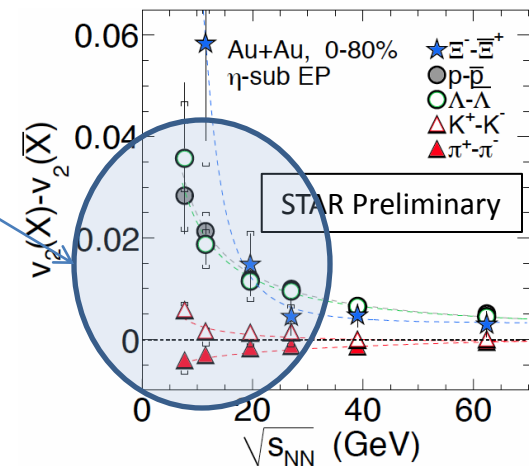 0.06
0.04
0.02
0
v₂(X)-v₂(X̅)
Au+Au, 0-80%
η-sub EP
Ξ⁻-Ξ̅⁺
p-p̅
Λ-Λ̅
K⁺-K⁻
π⁺-π⁻
STAR Preliminary
0 20 40 60
√sNN (GeV)